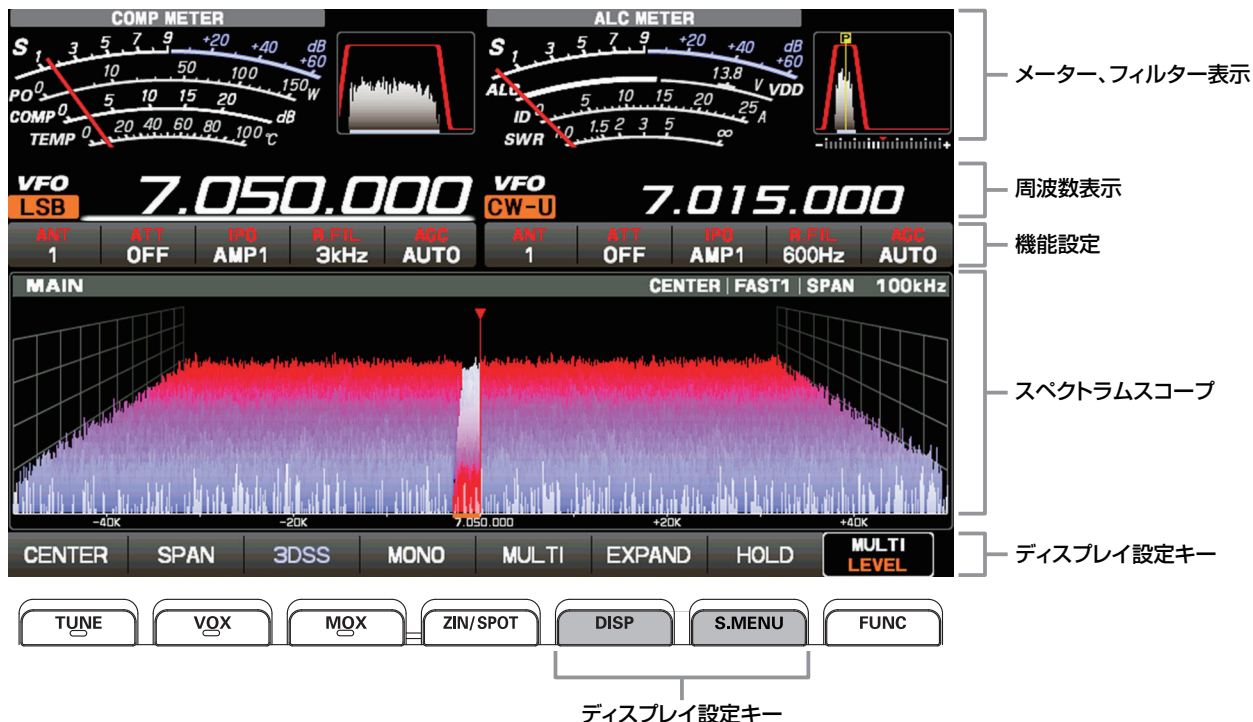 COMP METER
S 1 3 5 7 9 +20 +40 +60 dB
PO 0 10 50 100 150 W
COMP 0 5 10 15 20 dB
TEMP 0 20 40 60 80 100 °C
ALC METER
S 1 3 5 7 9 +20 +40 +60 dB
ALC 13.8 V VDD
ID 0 5 10 15 20 25 A
SWR 1.0 1.5 2 3 5 ∞
P
- +
メーター、フィルター表示
VFO
LSB 7.050.000
VFO
CW-U 7.015.000
周波数表示
ANT ATT IPO R.FIL AGC
1 OFF AMP1 3kHz AUTO
ANT ATT IPO R.FIL AGC
1 OFF AMP1 600Hz AUTO
機能設定
MAIN CENTER | FAST1 | SPAN 100kHz
スペクトラムスコープ
-40K -20K 7.050.000 +20K +40K
CENTER SPAN 3DSS MONO MULTI EXPAND HOLD MULTI
LEVEL
ディスプレイ設定キー
TUNE VOX MOX ZIN/SPOT DISP S.MENU FUNC
ディスプレイ設定キー